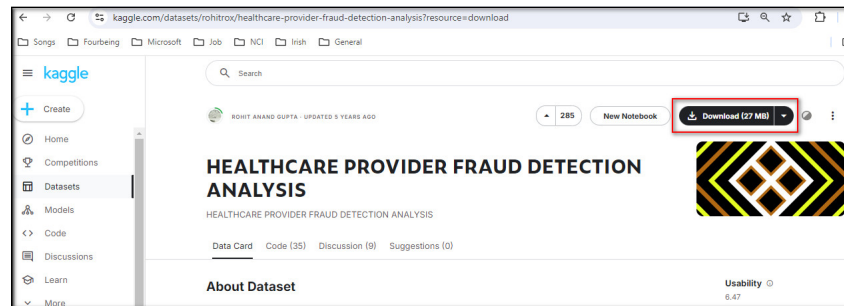 kaggle.com/datasets/rohitrox/healthcare-provider-fraud-detection-analysis?resource=download
Songs Fourbeing Microsoft Job NCI Irish General
kaggle
Search
Create
ROHIT ANAND GUPTA · UPDATED 5 YEARS AGO
285
New Notebook
Download (27 MB)
Home
Competitions
Datasets
Models
Code
Discussions
Learn
More
HEALTHCARE PROVIDER FRAUD DETECTION
ANALYSIS
HEALTHCARE PROVIDER FRAUD DETECTION ANALYSIS
Data Card Code (35) Discussion (9) Suggestions (0)
About Dataset
Usability
6.47